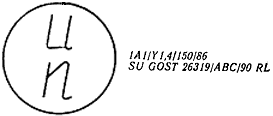 и
п
1A1/Y1,4/150/86
SU GOST 26319/ABC/90 RL